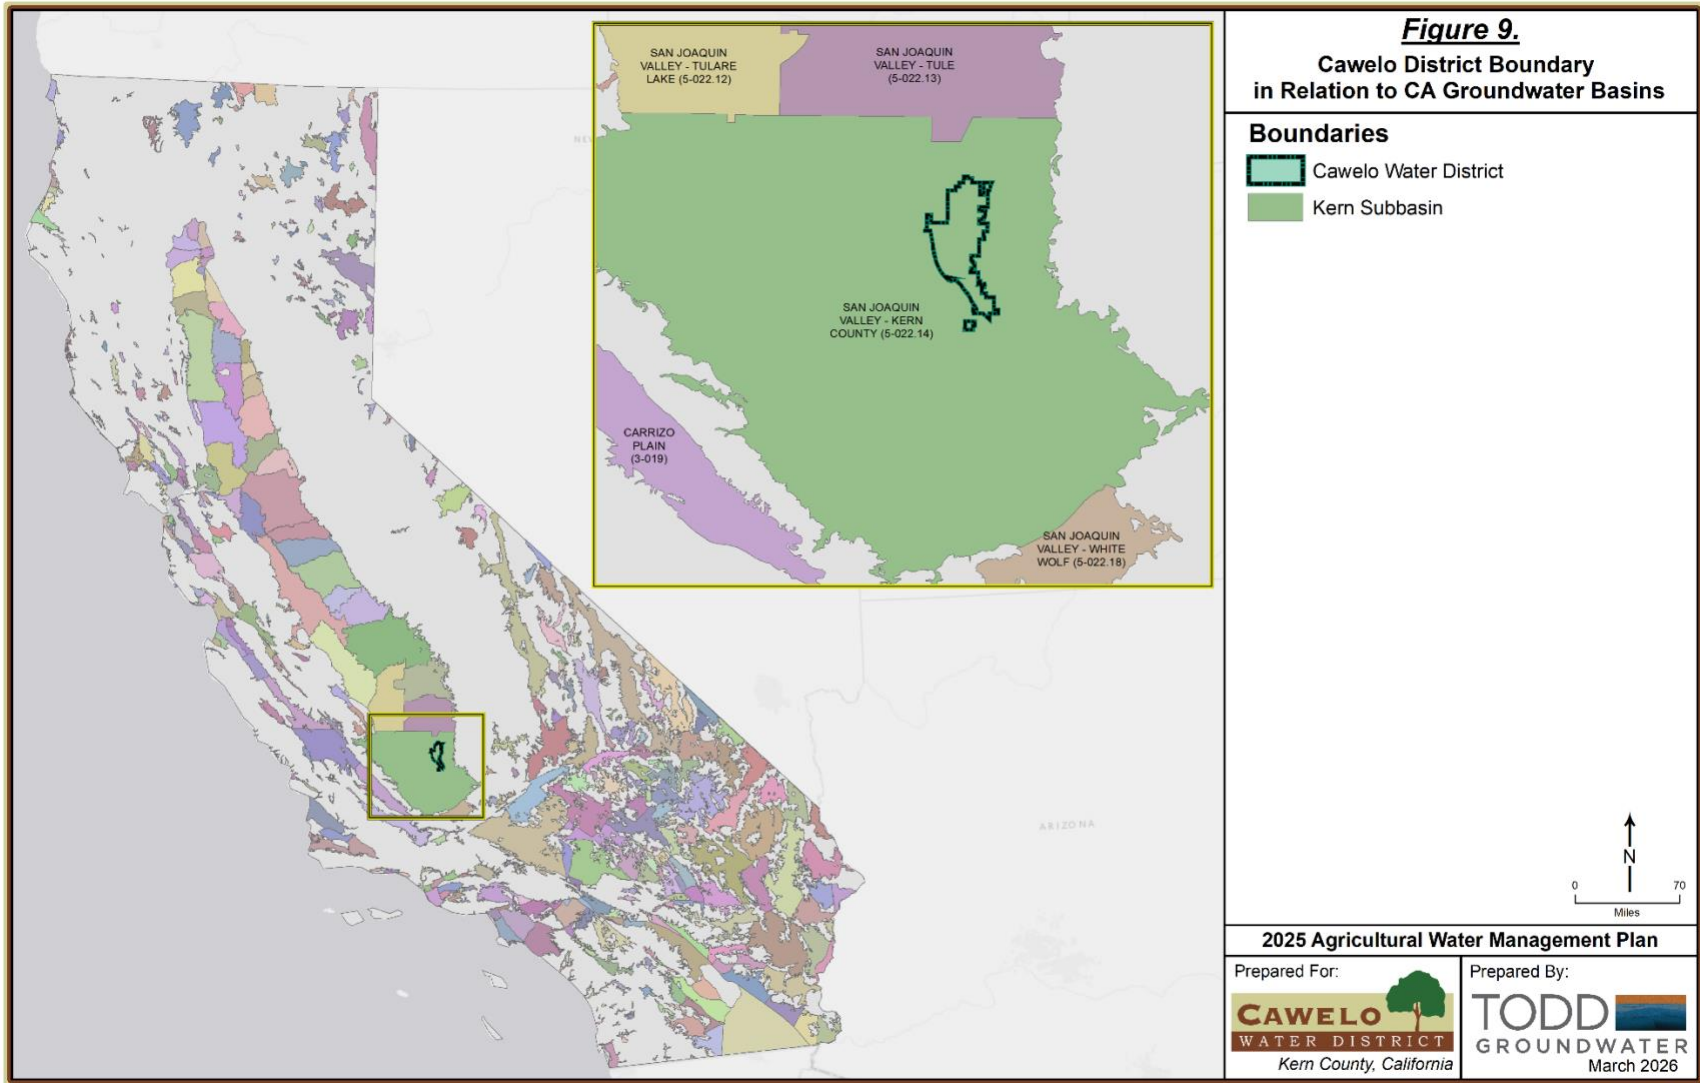 Figure 9.
Cawelo District Boundary
in Relation to CA Groundwater Basins
Boundaries
Cawelo Water District
Kern Subbasin
SAN JOAQUIN
VALLEY - TULARE
LAKE (5-022.12)
SAN JOAQUIN
VALLEY - TULE
(5-022.13)
SAN JOAQUIN
VALLEY - KERN
COUNTY (5-022.14)
CARRIZO
PLAIN
(3-019)
SAN JOAQUIN
VALLEY - WHITE
WOLF (5-022.18)
ARIZONA
N
0 70
Miles
2025 Agricultural Water Management Plan
Prepared For:
CAWELO
WATER DISTRICT
Kern County, California
Prepared By:
TODD
GROUNDWATER
March 2026